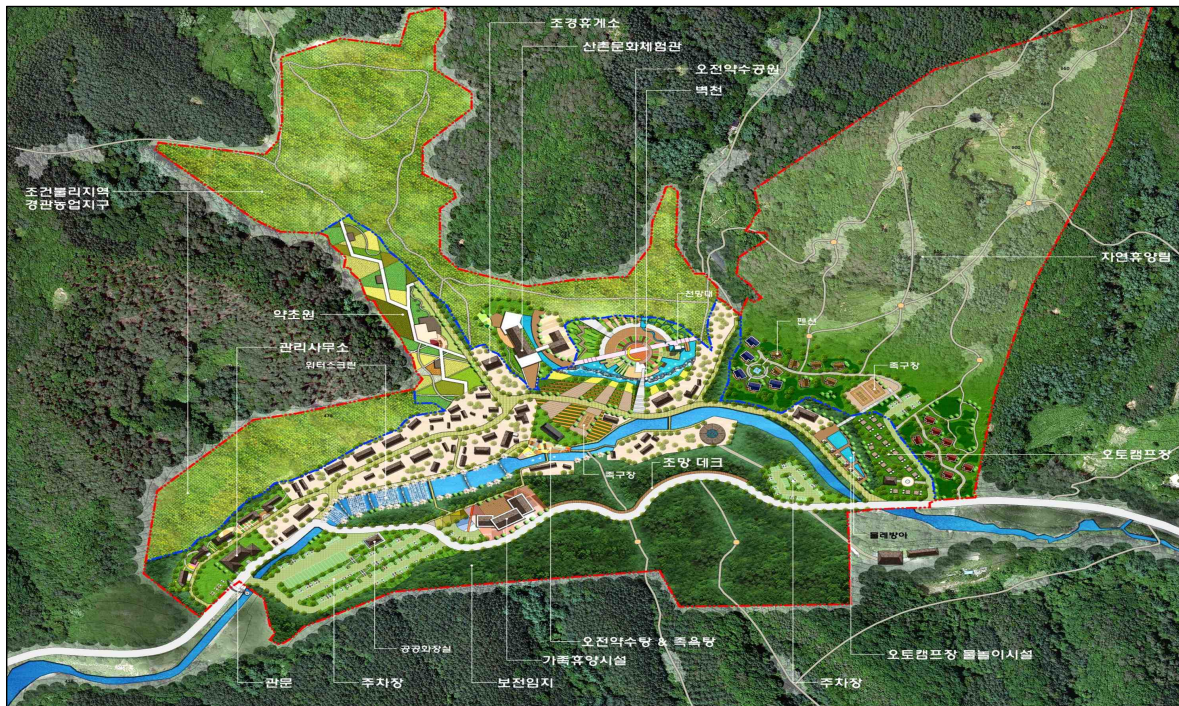 조경휴게소
산촌문화체험관
오전약수공원
벽천
조건불리지역
경관농업지구
자연휴양림
전망대
약초원
펜션
관리사무소
워터스크린
족구장
오토캠프장
조망 데크
족구장
물레방아
오전약수탕 & 족욕탕
공공화장실
가족휴양시설
오토캠프장 물놀이시설
관문
주차장
보전임지
주차장